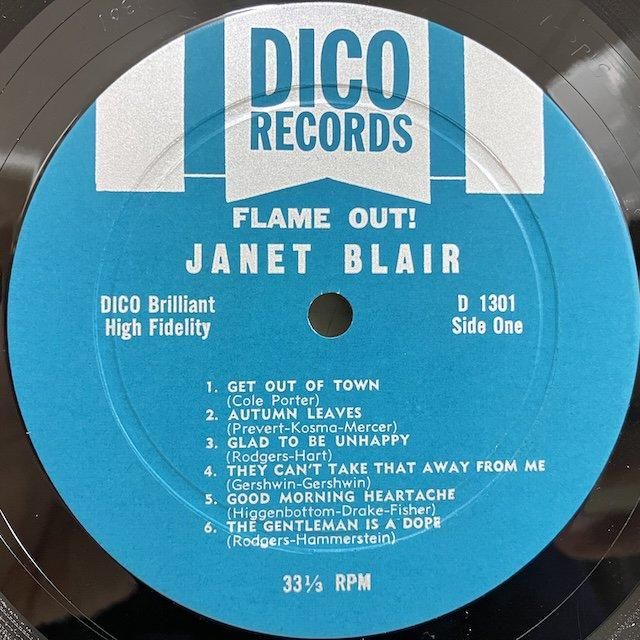 DICO
RECORDS
FLAME OUT!
JANET BLAIR
DICO Brilliant
High Fidelity
D 1301
Side One
1. GET OUT OF TOWN
(Cole Porter)
2. AUTUMN LEAVES
(Prevert-Kosma-Mercer)
3. GLAD TO BE UNHAPPY
(Rodgers-Hart)
4. THEY CAN'T TAKE THAT AWAY FROM ME
(Gershwin-Gershwin)
5. GOOD MORNING HEARTACHE
(Higgenbottom-Drake-Fisher)
6. THE GENTLEMAN IS A DOPE
(Rodgers-Hammerstein)
33⅓ RPM